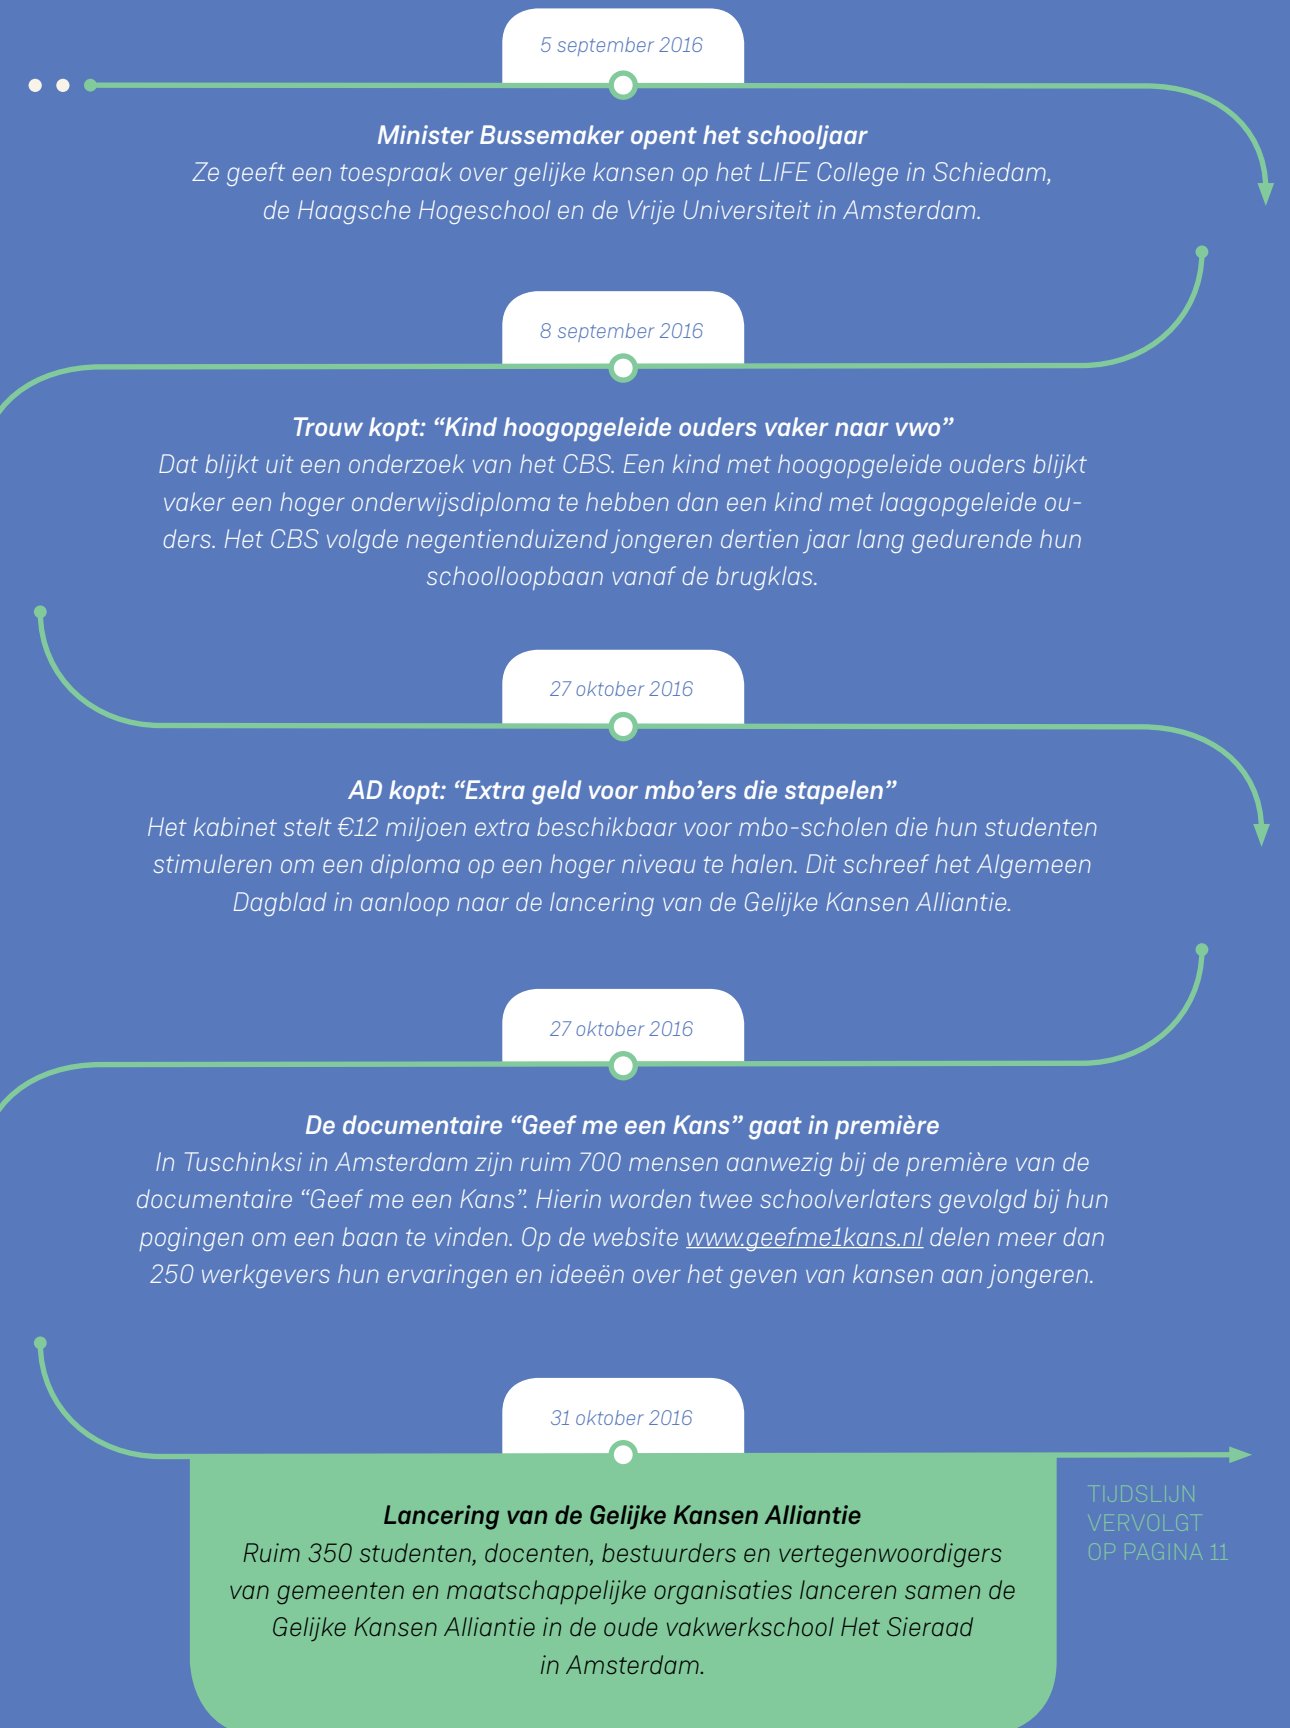 5 september 2016
Minister Bussemaker opent het schooljaar
Ze geeft een toespraak over gelijke kansen op het LIFE College in Schiedam,
de Haagsche Hogeschool en de Vrije Universiteit in Amsterdam.
8 september 2016
Trouw kopt: “Kind hoogopgeleide ouders vaker naar vwo”
Dat blijkt uit een onderzoek van het CBS. Een kind met hoogopgeleide ouders blijkt
vaker een hoger onderwijsdiploma te hebben dan een kind met laagopgeleide ou-
ders. Het CBS volgde negentienduizend jongeren dertien jaar lang gedurende hun
schoolloopbaan vanaf de brugklas.
27 oktober 2016
AD kopt: “Extra geld voor mbo’ers die stapelen”
Het kabinet stelt €12 miljoen extra beschikbaar voor mbo-scholen die hun studenten
stimuleren om een diploma op een hoger niveau te halen. Dit schreef het Algemeen
Dagblad in aanloop naar de lancering van de Gelijke Kansen Alliantie.
27 oktober 2016
De documentaire “Geef me een Kans” gaat in première
In Tuschinksi in Amsterdam zijn ruim 700 mensen aanwezig bij de première van de
documentaire “Geef me een Kans”. Hierin worden twee schoolverlaters gevolgd bij hun
pogingen om een baan te vinden. Op de website www.geefme1kans.nl delen meer dan
250 werkgevers hun ervaringen en ideeën over het geven van kansen aan jongeren.
31 oktober 2016
Lancering van de Gelijke Kansen Alliantie
Ruim 350 studenten, docenten, bestuurders en vertegenwoordigers
van gemeenten en maatschappelijke organisaties lanceren samen de
Gelijke Kansen Alliantie in de oude vakwerkschool Het Sieraad
in Amsterdam.
TIJDSLIJN
VERVOLGT
OP PAGINA 11